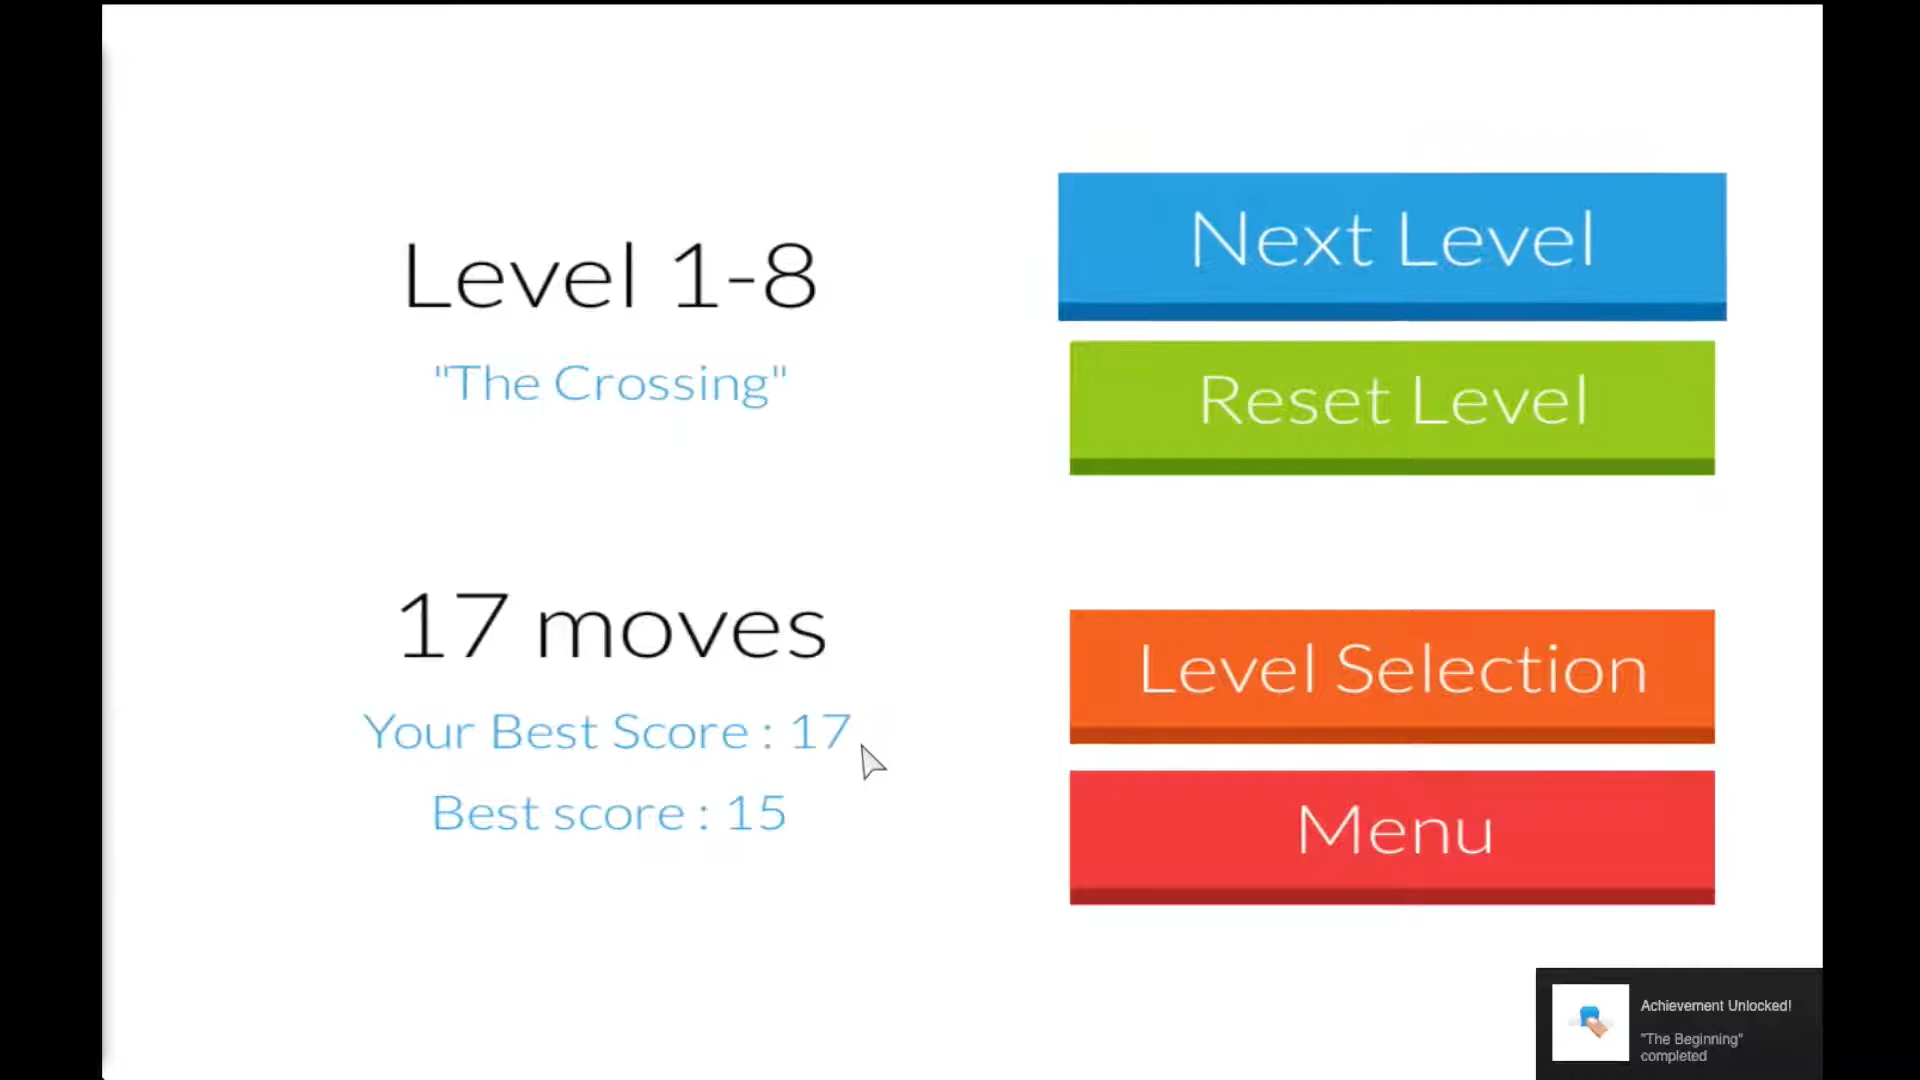 Level 1-8
"The Crossing"
17 moves
Your Best Score : 17
Best score : 15
Next Level
Reset Level
Level Selection
Menu
Achievement Unlocked!
"The Beginning"
completed